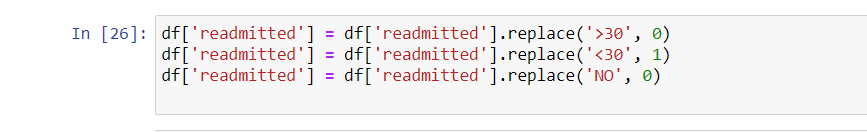 In [26]: df['readmitted'] = df['readmitted'].replace('>30', 0)
df['readmitted'] = df['readmitted'].replace('<30', 1)
df['readmitted'] = df['readmitted'].replace('NO', 0)